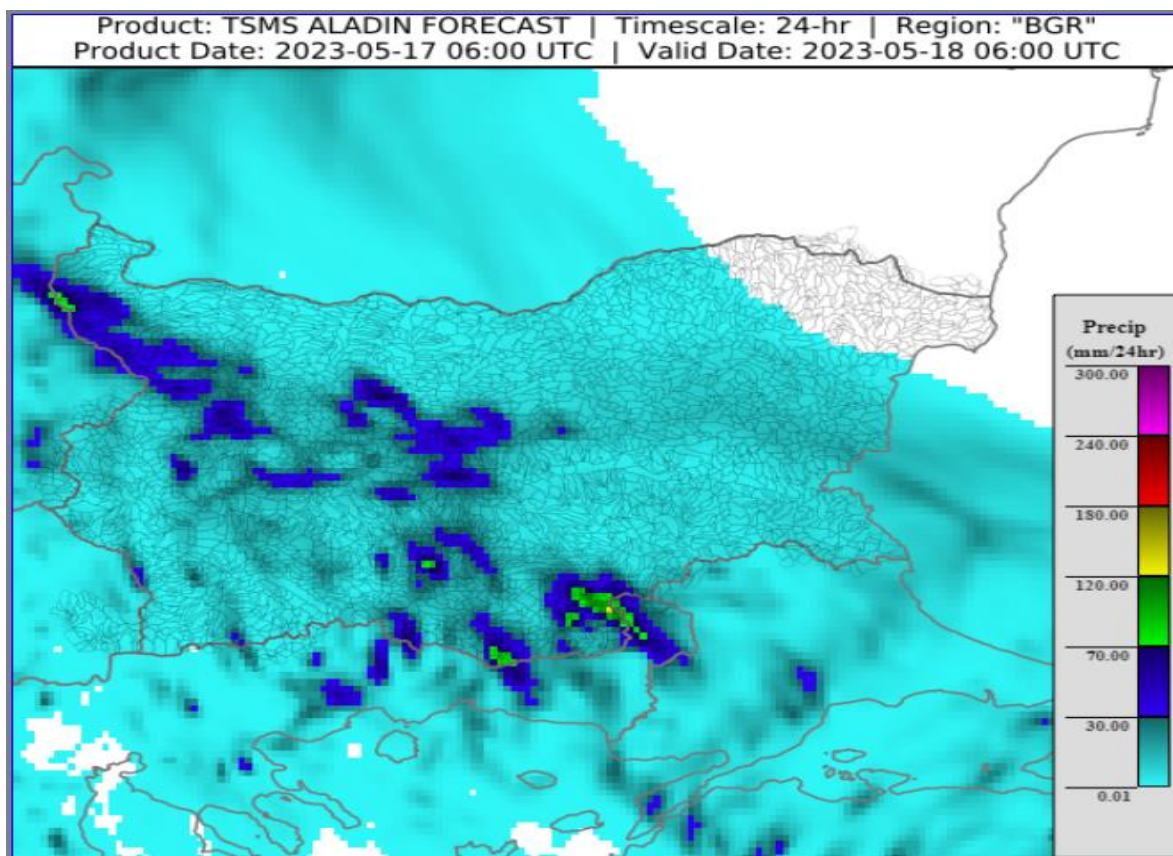 Product: TSMS ALADIN FORECAST | Timescale: 24-hr | Region: "BGR"
Product Date: 2023-05-17 06:00 UTC | Valid Date: 2023-05-18 06:00 UTC
Precip
(mm/24hr)
300.00
240.00
180.00
120.00
70.00
30.00
0.01